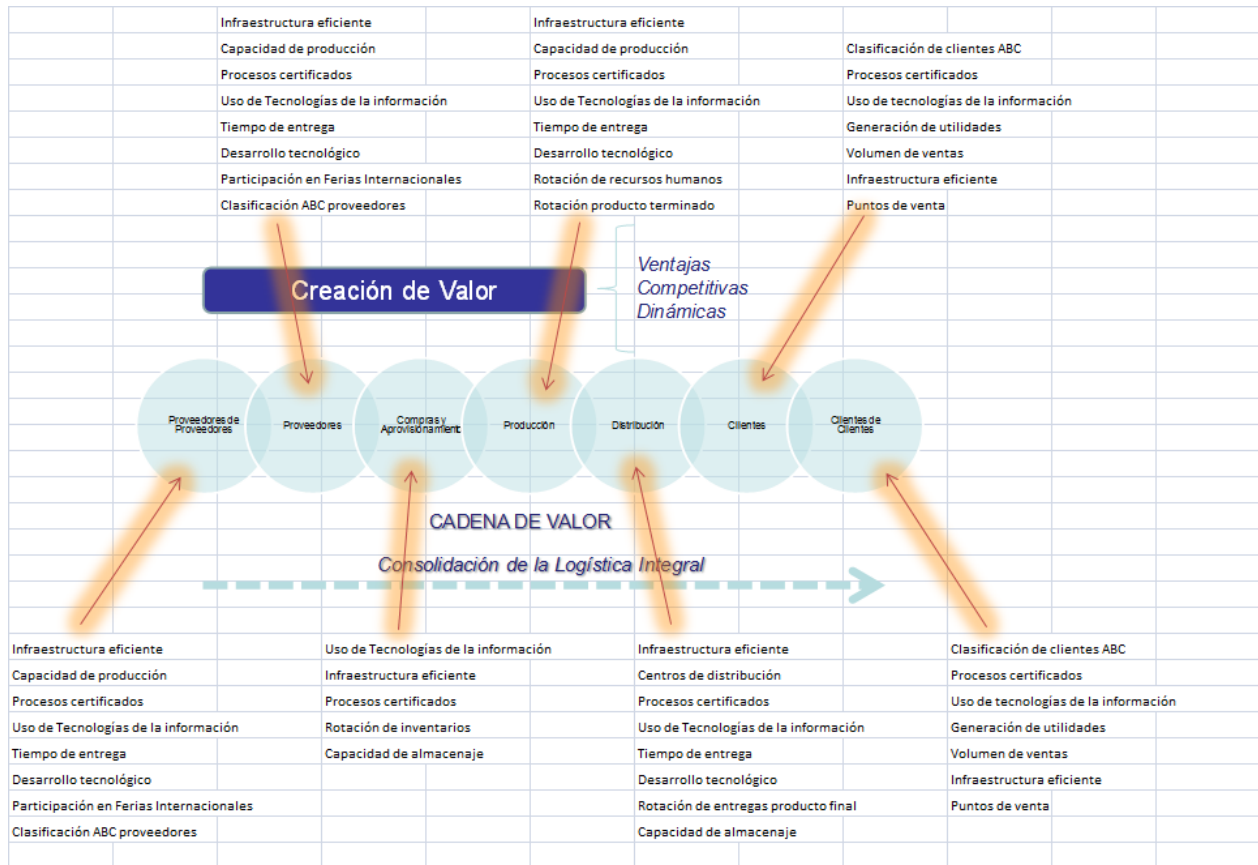 Infraestructura eficiente
Capacidad de producción
Procesos certificados
Uso de Tecnologías de la información
Tiempo de entrega
Desarrollo tecnológico
Participación en Ferias Internacionales
Clasificación ABC proveedores
Infraestructura eficiente
Capacidad de producción
Procesos certificados
Uso de Tecnologías de la información
Tiempo de entrega
Desarrollo tecnológico
Rotación de recursos humanos
Rotación producto terminado
Clasificación de clientes ABC
Procesos certificados
Uso de tecnologías de la información
Generación de utilidades
Volumen de ventas
Infraestructura eficiente
Puntos de venta
Creación de Valor
Ventajas
Competitivas
Dinámicas
Proveedores de
Proveedores
Proveedores
Compras y
Aprovisionamient
Producción
Distribución
Clientes
Clientes de
Clientes
CADENA DE VALOR
Consolidación de la Logística Integral
Infraestructura eficiente
Capacidad de producción
Procesos certificados
Uso de Tecnologías de la información
Tiempo de entrega
Desarrollo tecnológico
Participación en Ferias Internacionales
Clasificación ABC proveedores
Uso de Tecnologías de la información
Infraestructura eficiente
Procesos certificados
Rotación de inventarios
Capacidad de almacenaje
Infraestructura eficiente
Centros de distribución
Procesos certificados
Uso de Tecnologías de la información
Tiempo de entrega
Desarrollo tecnológico
Rotación de entregas producto final
Capacidad de almacenaje
Clasificación de clientes ABC
Procesos certificados
Uso de tecnologías de la información
Generación de utilidades
Volumen de ventas
Infraestructura eficiente
Puntos de venta